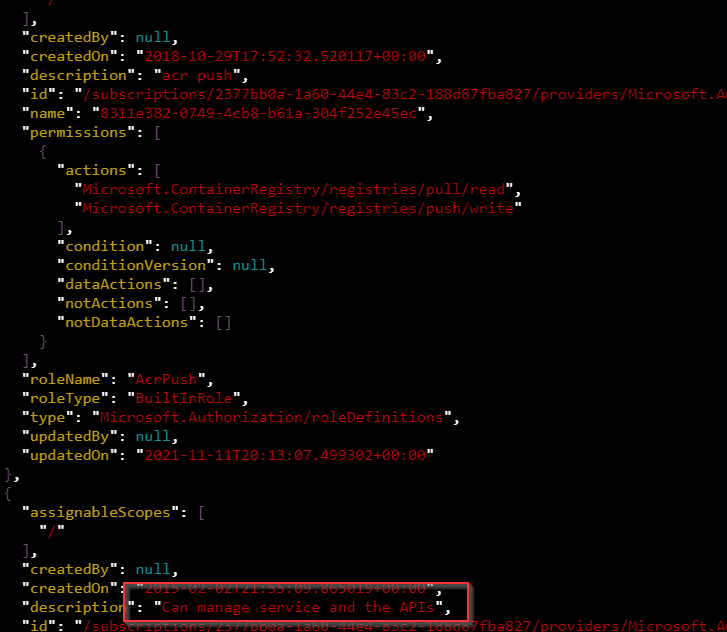 /
],
"createdBy": null,
"createdOn": "2018-10-29T17:52:32.520117+00:00",
"description": "acr push",
"id": "/subscriptions/2377bb0a-1a60-44e4-83c2-188d87fba827/providers/Microsoft.A
"name": "8311e382-0749-4cb8-b61a-304f252e45ec",
"permissions": [
{
"actions": [
"Microsoft.ContainerRegistry/registries/pull/read",
"Microsoft.ContainerRegistry/registries/push/write"
],
"condition": null,
"conditionVersion": null,
"dataActions": [],
"notActions": [],
"notDataActions": []
}
],
"roleName": "AcrPush",
"roleType": "BuiltInRole",
"type": "Microsoft.Authorization/roleDefinitions",
"updatedBy": null,
"updatedOn": "2021-11-11T20:13:07.499302+00:00"
},
{
"assignableScopes": [
"/"
],
"createdBy": null,
"createdOn": "2015-02-02T21:55:09.865019+00:00",
"description": "Can manage service and the APIs",
"id": "/subscriptions/2377bb0a-1a60-44e4-83c2-188d87fba827/providers/Microsoft.A